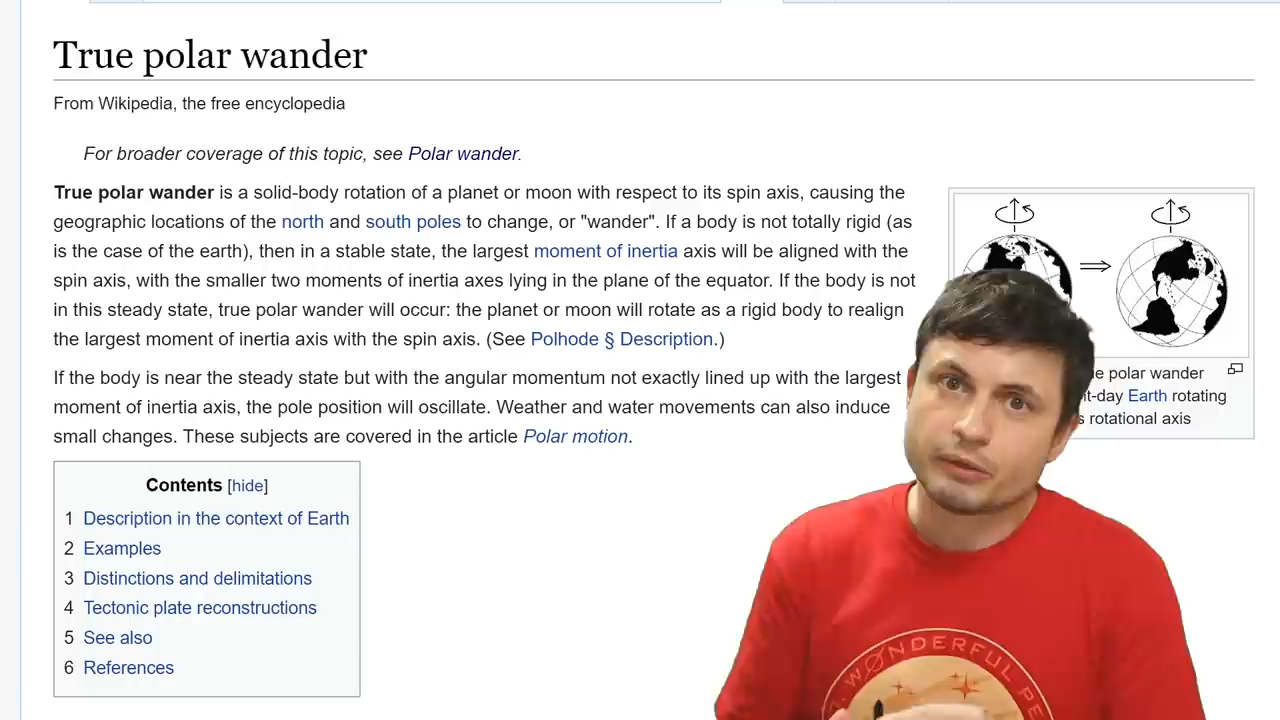 True polar wander
From Wikipedia, the free encyclopedia
For broader coverage of this topic, see Polar wander.
True polar wander is a solid-body rotation of a planet or moon with respect to its spin axis, causing the
geographic locations of the north and south poles to change, or "wander". If a body is not totally rigid (as
is the case of the earth), then in a stable state, the largest moment of inertia axis will be aligned with the
spin axis, with the smaller two moments of inertia axes lying in the plane of the equator. If the body is not
in this steady state, true polar wander will occur: the planet or moon will rotate as a rigid body to realign
the largest moment of inertia axis with the spin axis. (See Polhode § Description.)
If the body is near the steady state but with the angular momentum not exactly lined up with the largest
moment of inertia axis, the pole position will oscillate. Weather and water movements can also induce
small changes. These subjects are covered in the article Polar motion.
polar wander
Earth rotating
rotational axis
Contents [hide]
1 Description in the context of Earth
2 Examples
3 Distinctions and delimitations
4 Tectonic plate reconstructions
5 See also
6 References
WØNDERFUL